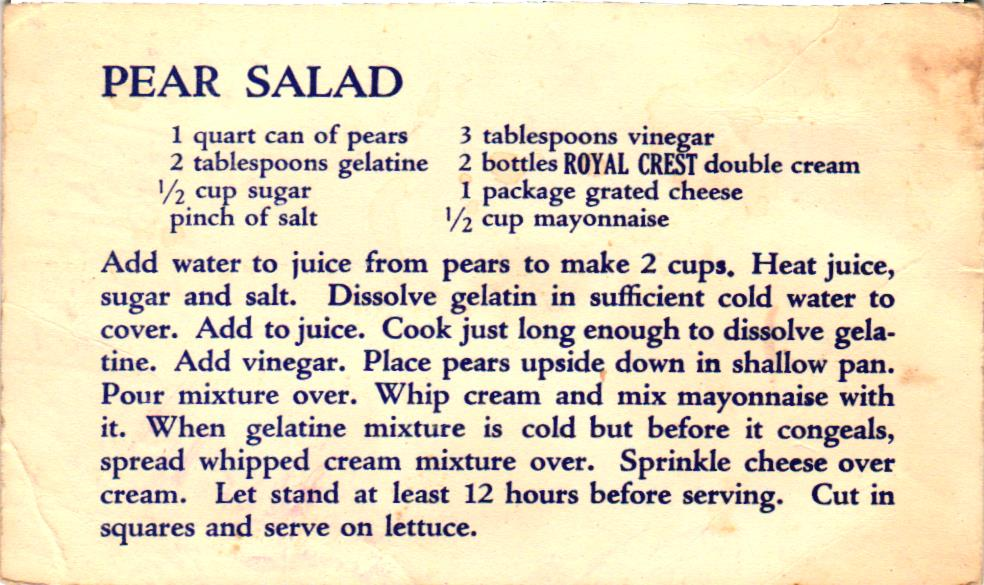 PEAR SALAD
1 quart can of pears
2 tablespoons gelatine
1/2 cup sugar
pinch of salt
3 tablespoons vinegar
2 bottles ROYAL CREST double cream
1 package grated cheese
1/2 cup mayonnaise
Add water to juice from pears to make 2 cups. Heat juice,
sugar and salt. Dissolve gelatin in sufficient cold water to
cover. Add to juice. Cook just long enough to dissolve gela-
tine. Add vinegar. Place pears upside down in shallow pan.
Pour mixture over. Whip cream and mix mayonnaise with
it. When gelatine mixture is cold but before it congeals,
spread whipped cream mixture over. Sprinkle cheese over
cream. Let stand at least 12 hours before serving. Cut in
squares and serve on lettuce.